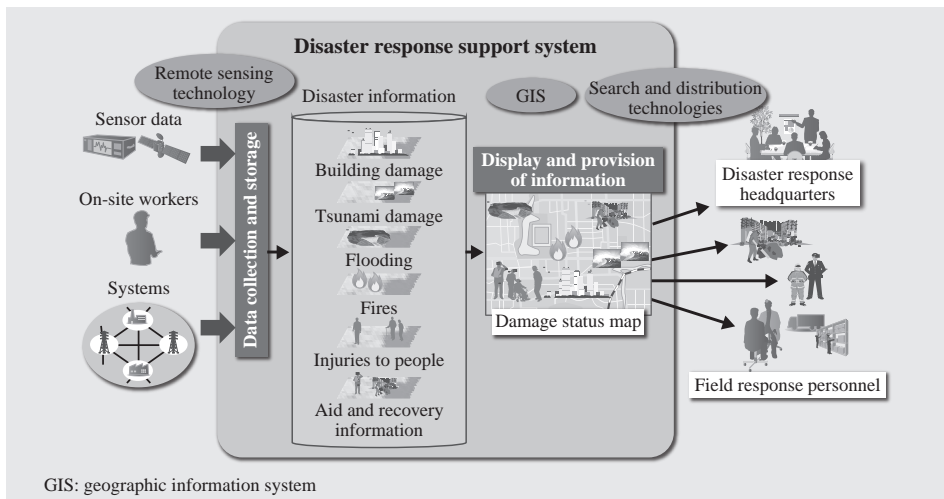 Disaster response support system
Remote sensing
technology
Disaster information
GIS
Search and distribution
technologies
Sensor data
On-site workers
Systems
Data collection and storage
Building damage
Tsunami damage
Flooding
Fires
Injuries to people
Aid and recovery
information
Display and provision
of information
Damage status map
Disaster response
headquarters
Field response personnel
GIS: geographic information system